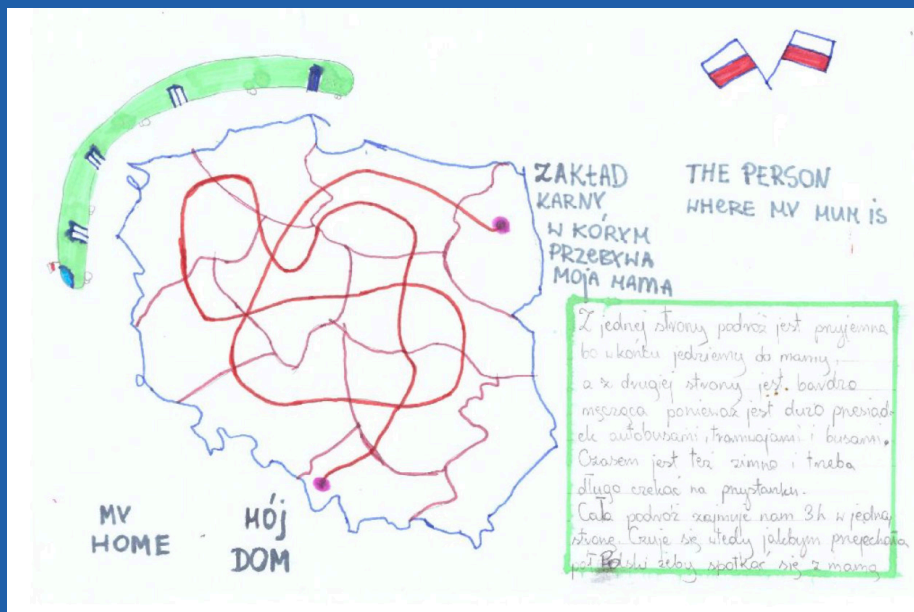 ZAKŁAD
KARNY
W KÓRYM
PRZEBYWA
MOJA MAMA
THE PERSON
WHERE MY MUM IS
Z jednej strony podróż jest przyjemna
bo w końcu jedziemy do mamy,
a z drugiej strony jest bardzo
męcząca ponieważ jest dużo przesiad-
ek autobusami, tramwajami i busami.
Czasem jest też zimno i trzeba
długo czekać na przystanku.
Cała podróż zajmuje nam 3h w jedną
stronę. Czuje się wtedy jakbym przejechała
pół Polski żeby spotkać się z mamą
MY
HOME
MÓJ
DOM